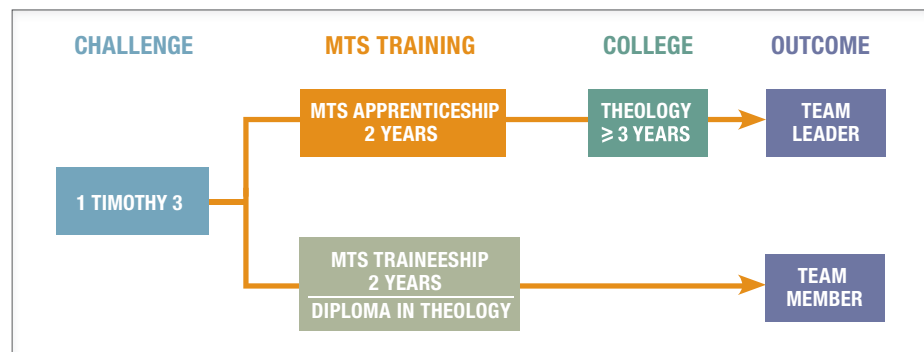 CHALLENGE
MTS TRAINING
COLLEGE
OUTCOME
MTS APPRENTICESHIP
2 YEARS
THEOLOGY
⩾ 3 YEARS
TEAM
LEADER
1 TIMOTHY 3
MTS TRAINEESHIP
2 YEARS
DIPLOMA IN THEOLOGY
TEAM
MEMBER